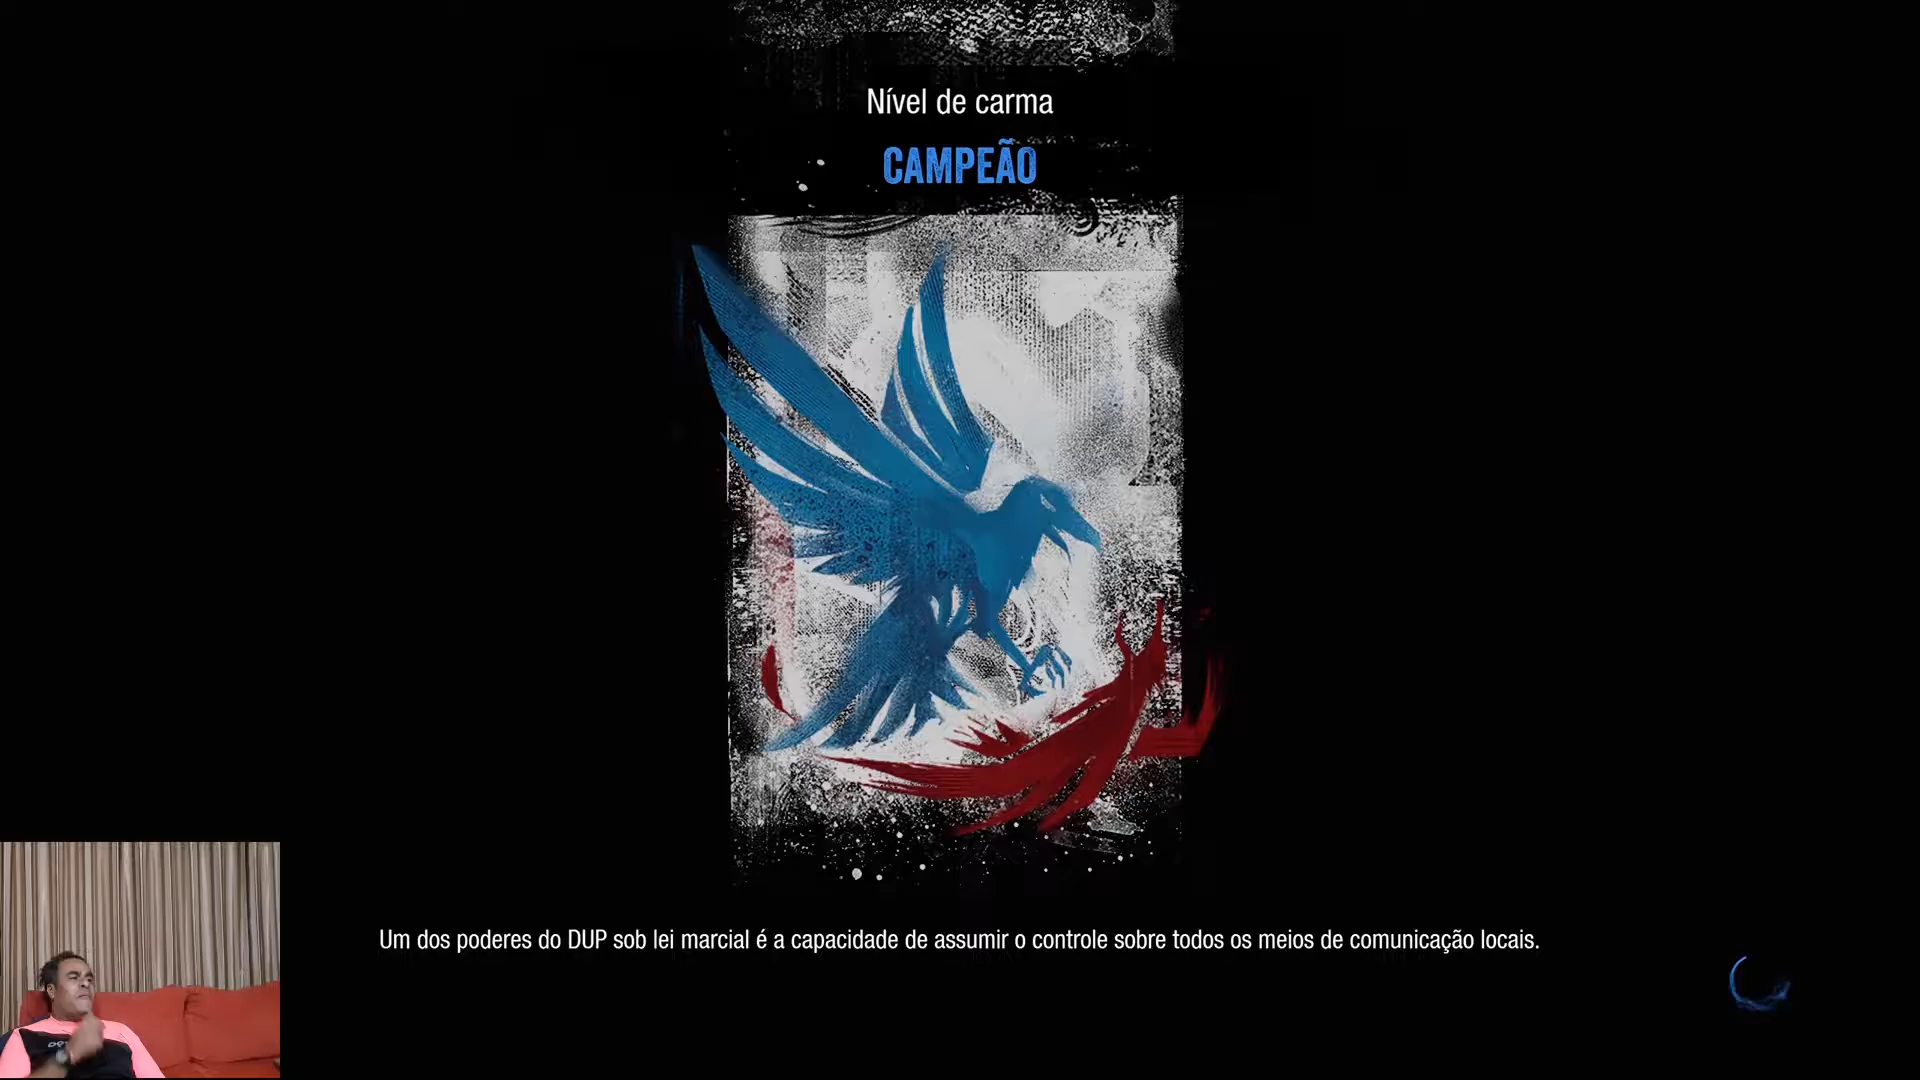 Nível de carma
CAMPEÃO
Um dos poderes do DUP sob lei marcial é a capacidade de assumir o controle sobre todos os meios de comunicação locais.